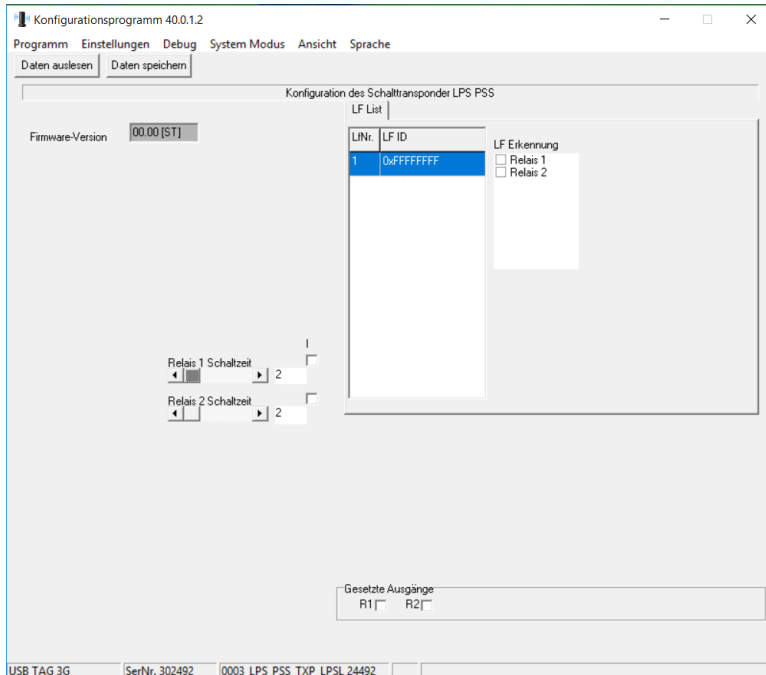 Konfigurationsprogramm 40.0.1.2
Programm Einstellungen Debug System Modus Ansicht Sprache
Daten auslesen Daten speichern
Konfiguration des Schalttransponder LPS PSS
LF List
Firmware-Version 00.00 [ST]
LfNr. LF ID
LF Erkennung
1 0xFFFFFFFF
Relais 1
Relais 2
I
Relais 1 Schaltzeit
2
Relais 2 Schaltzeit
2
Gesetzte Ausgänge
R1 R2
USB TAG 3G SerNr. 302492 0003 LPS PSS TXP LPSL 24492